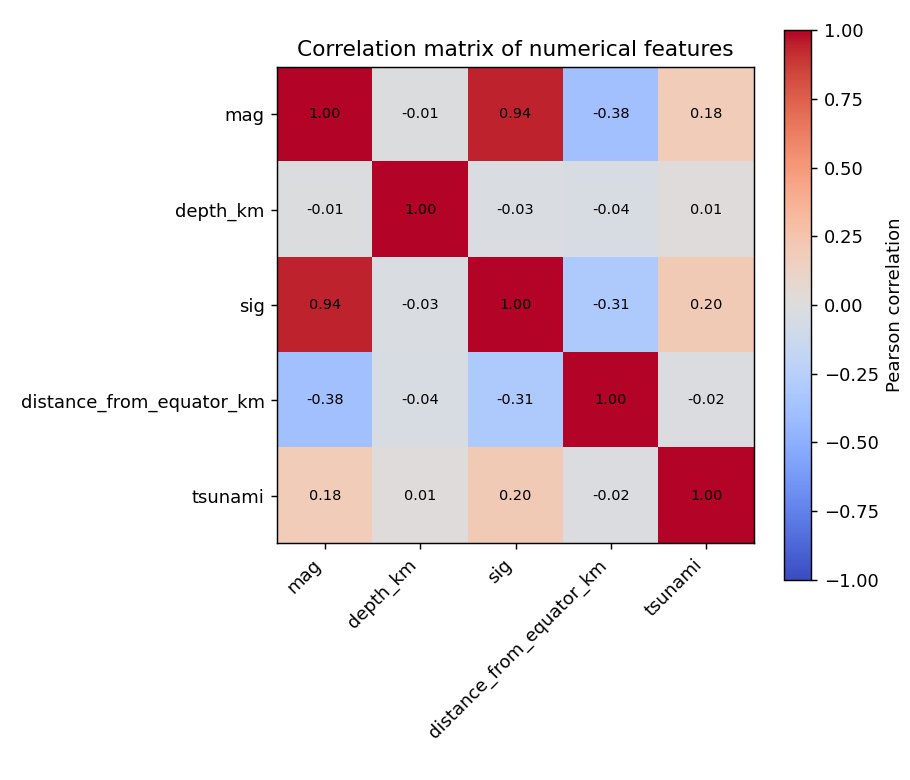 Correlation matrix of numerical features
mag 1.00 -0.01 0.94 -0.38 0.18
depth_km -0.01 1.00 -0.03 -0.04 0.01
sig 0.94 -0.03 1.00 -0.31 0.20
distance_from_equator_km -0.38 -0.04 -0.31 1.00 -0.02
tsunami 0.18 0.01 0.20 -0.02 1.00
mag depth_km sig distance_from_equator_km tsunami
1.00
0.75
0.50
0.25
0.00
−0.25
−0.50
−0.75
−1.00
Pearson correlation